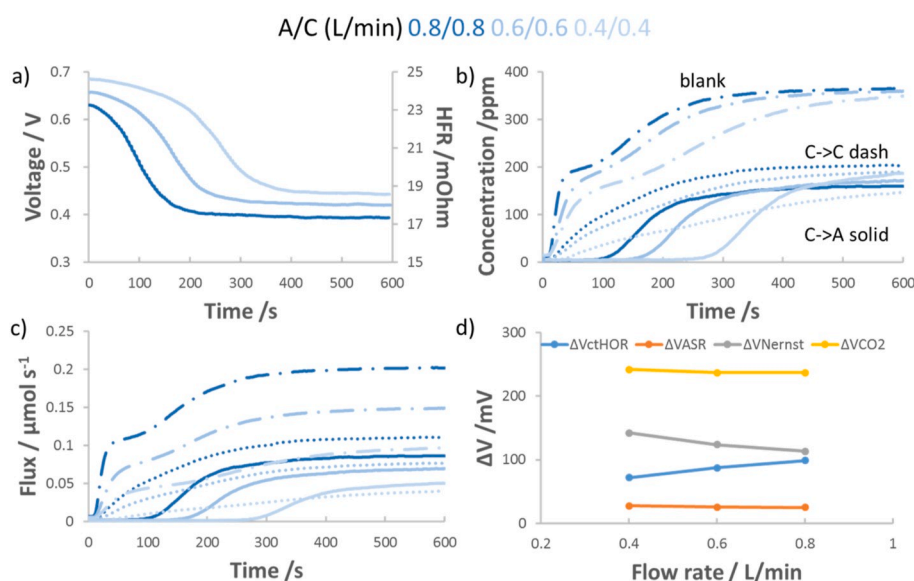 A/C (L/min) 0.8/0.8 0.6/0.6 0.4/0.4
a)
0.7
0.6
0.5
0.4
0.3
Voltage / V
25
23
21
19
17
15
HFR /mOhm
0 100 200 300 400 500 600
Time /s
b)
400
300
200
100
0
Concentration /ppm
blank
C->C dash
C->A solid
0 100 200 300 400 500 600
Time /s
c)
0.25
0.2
0.15
0.1
0.05
0
Flux / µmol s⁻¹
0 100 200 300 400 500 600
Time /s
d)
300
200
100
0
ΔV /mV
ΔVctHOR ΔVASR ΔVNernst ΔVCO2
0.2 0.4 0.6 0.8 1
Flow rate / L/min